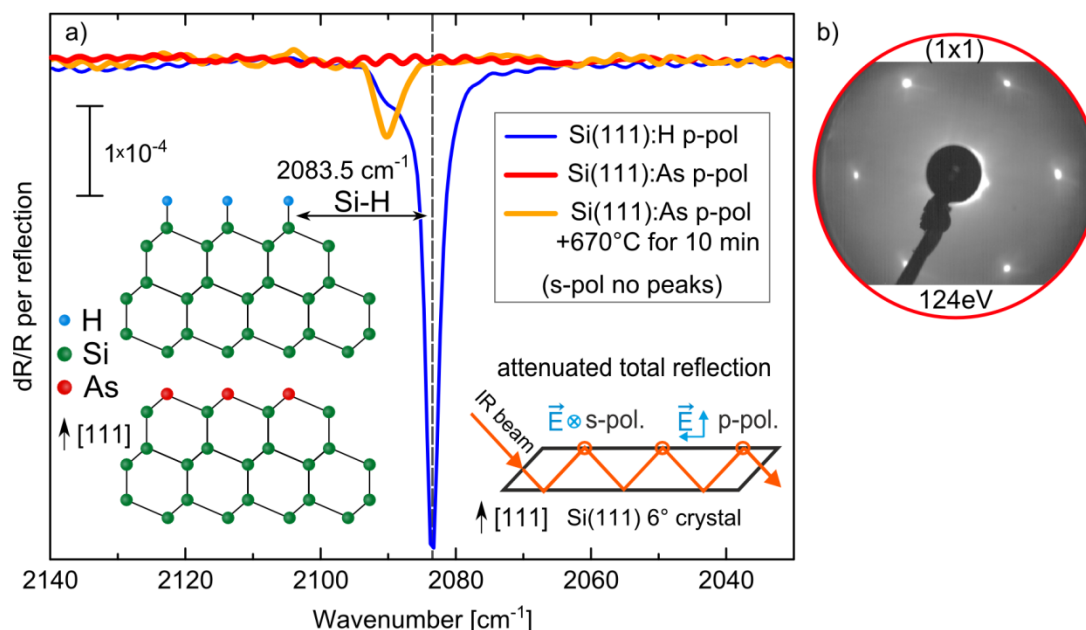 a)
1×10⁻⁴
2083.5 cm⁻¹
Si-H
Si(111):H p-pol
Si(111):As p-pol
Si(111):As p-pol
+670°C for 10 min
(s-pol no peaks)
H
Si
As
[111]
attenuated total reflection
IR beam
E⃗ ⊗ s-pol.
E⃗ p-pol.
[111]
Si(111) 6° crystal
dR/R per reflection
2140 2120 2100 2080 2060 2040
Wavenumber [cm⁻¹]
b)
(1x1)
124eV